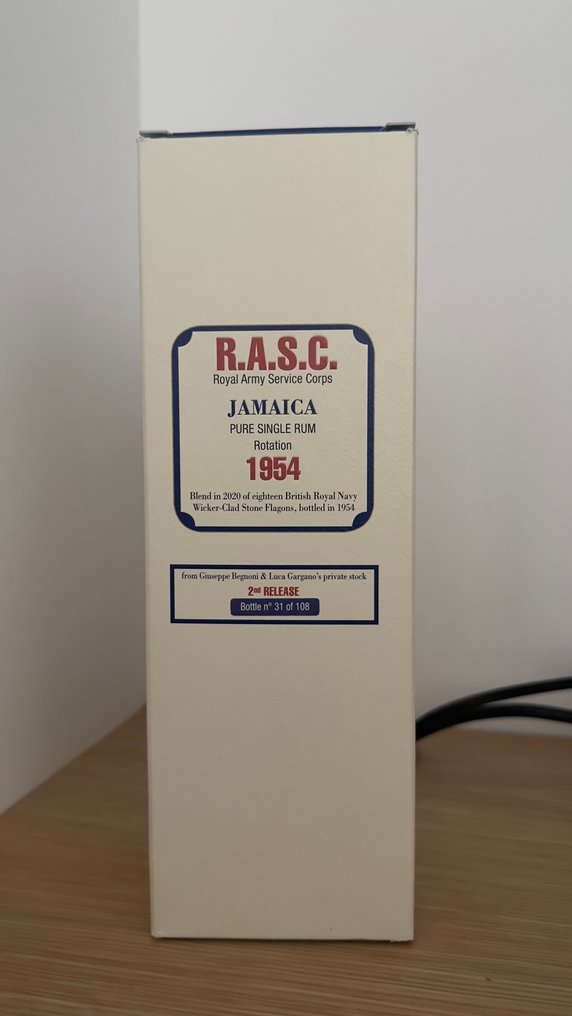 R.A.S.C.
Royal Army Service Corps
JAMAICA
PURE SINGLE RUM
Rotation
1954
Blend in 2020 of eighteen British Royal Navy
Wicker-Clad Stone Flagons, bottled in 1954
from Giuseppe Begnoni & Luca Gargano's private stock
2nd RELEASE
Bottle n° 31 of 108